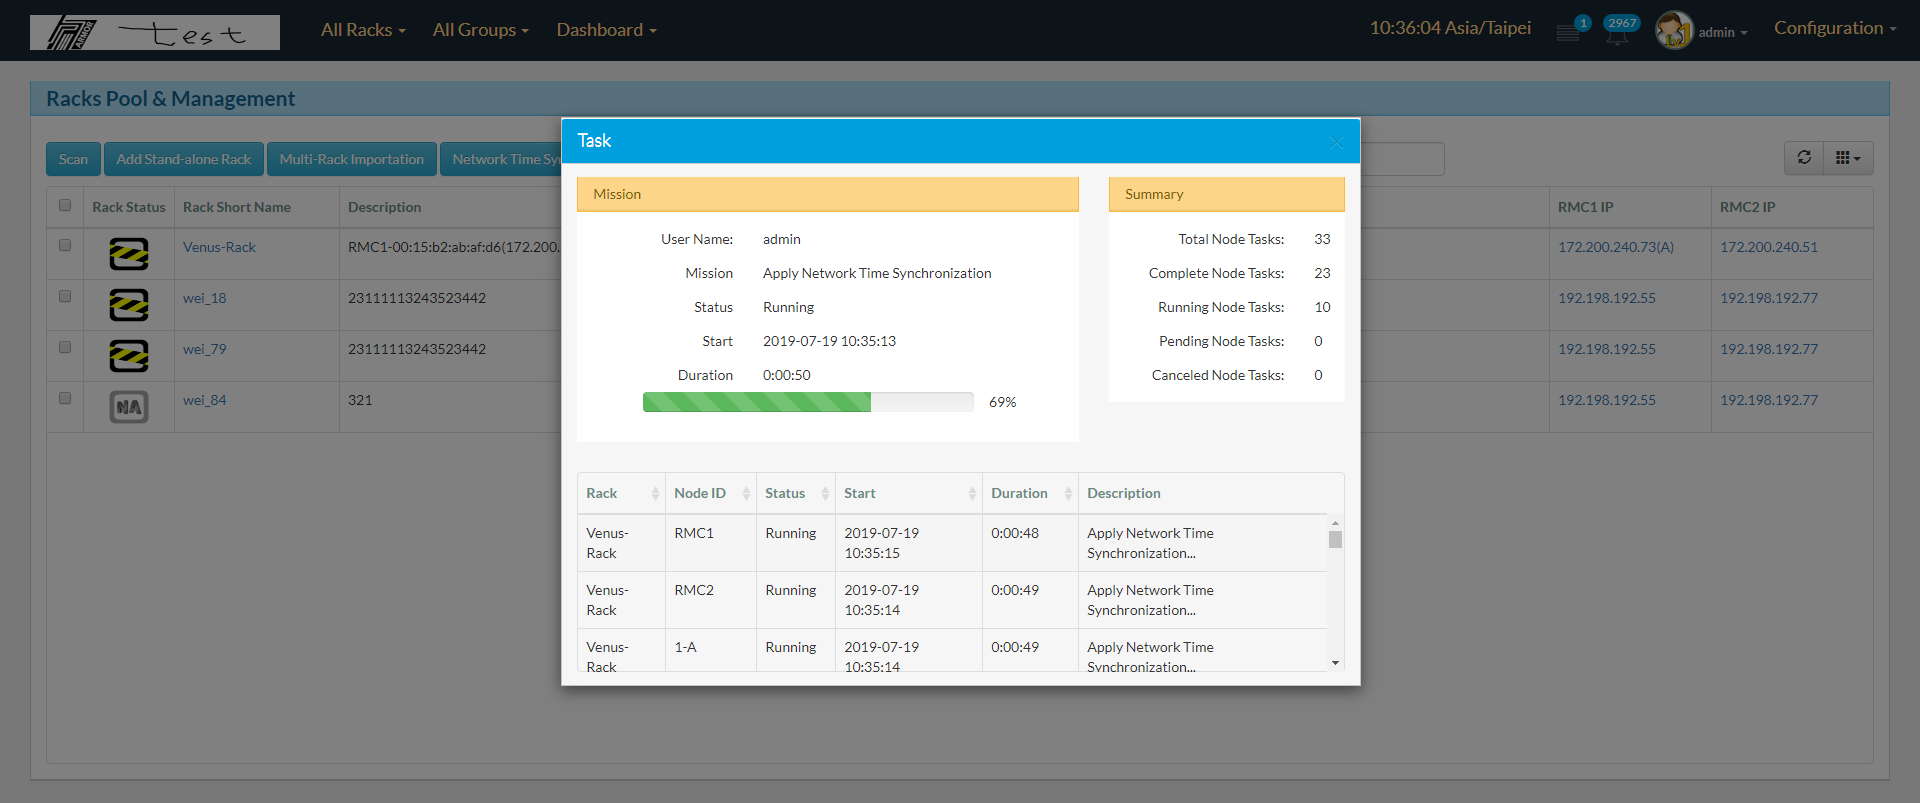 ARMOR test All Racks All Groups Dashboard 10:36:04 Asia/Taipei 1 2967 admin Configuration
Racks Pool & Management
Scan Add Stand-alone Rack Multi-Rack Importation Network Time Sy
Rack Status Rack Short Name Description RMC1 IP RMC2 IP
Venus-Rack RMC1-00:15:b2:ab:af:d6(172.200. 172.200.240.73(A) 172.200.240.51
wei_18 23111113243523442 192.198.192.55 192.198.192.77
wei_79 23111113243523442 192.198.192.55 192.198.192.77
NA wei_84 321 192.198.192.55 192.198.192.77
Task
Mission
User Name: admin
Mission Apply Network Time Synchronization
Status Running
Start 2019-07-19 10:35:13
Duration 0:00:50
69%
Summary
Total Node Tasks: 33
Complete Node Tasks: 23
Running Node Tasks: 10
Pending Node Tasks: 0
Canceled Node Tasks: 0
Rack Node ID Status Start Duration Description
Venus-Rack RMC1 Running 2019-07-19 10:35:15 0:00:48 Apply Network Time Synchronization...
Venus-Rack RMC2 Running 2019-07-19 10:35:14 0:00:49 Apply Network Time Synchronization...
Venus-Rack 1-A Running 2019-07-19 10:35:14 0:00:49 Apply Network Time Synchronization...